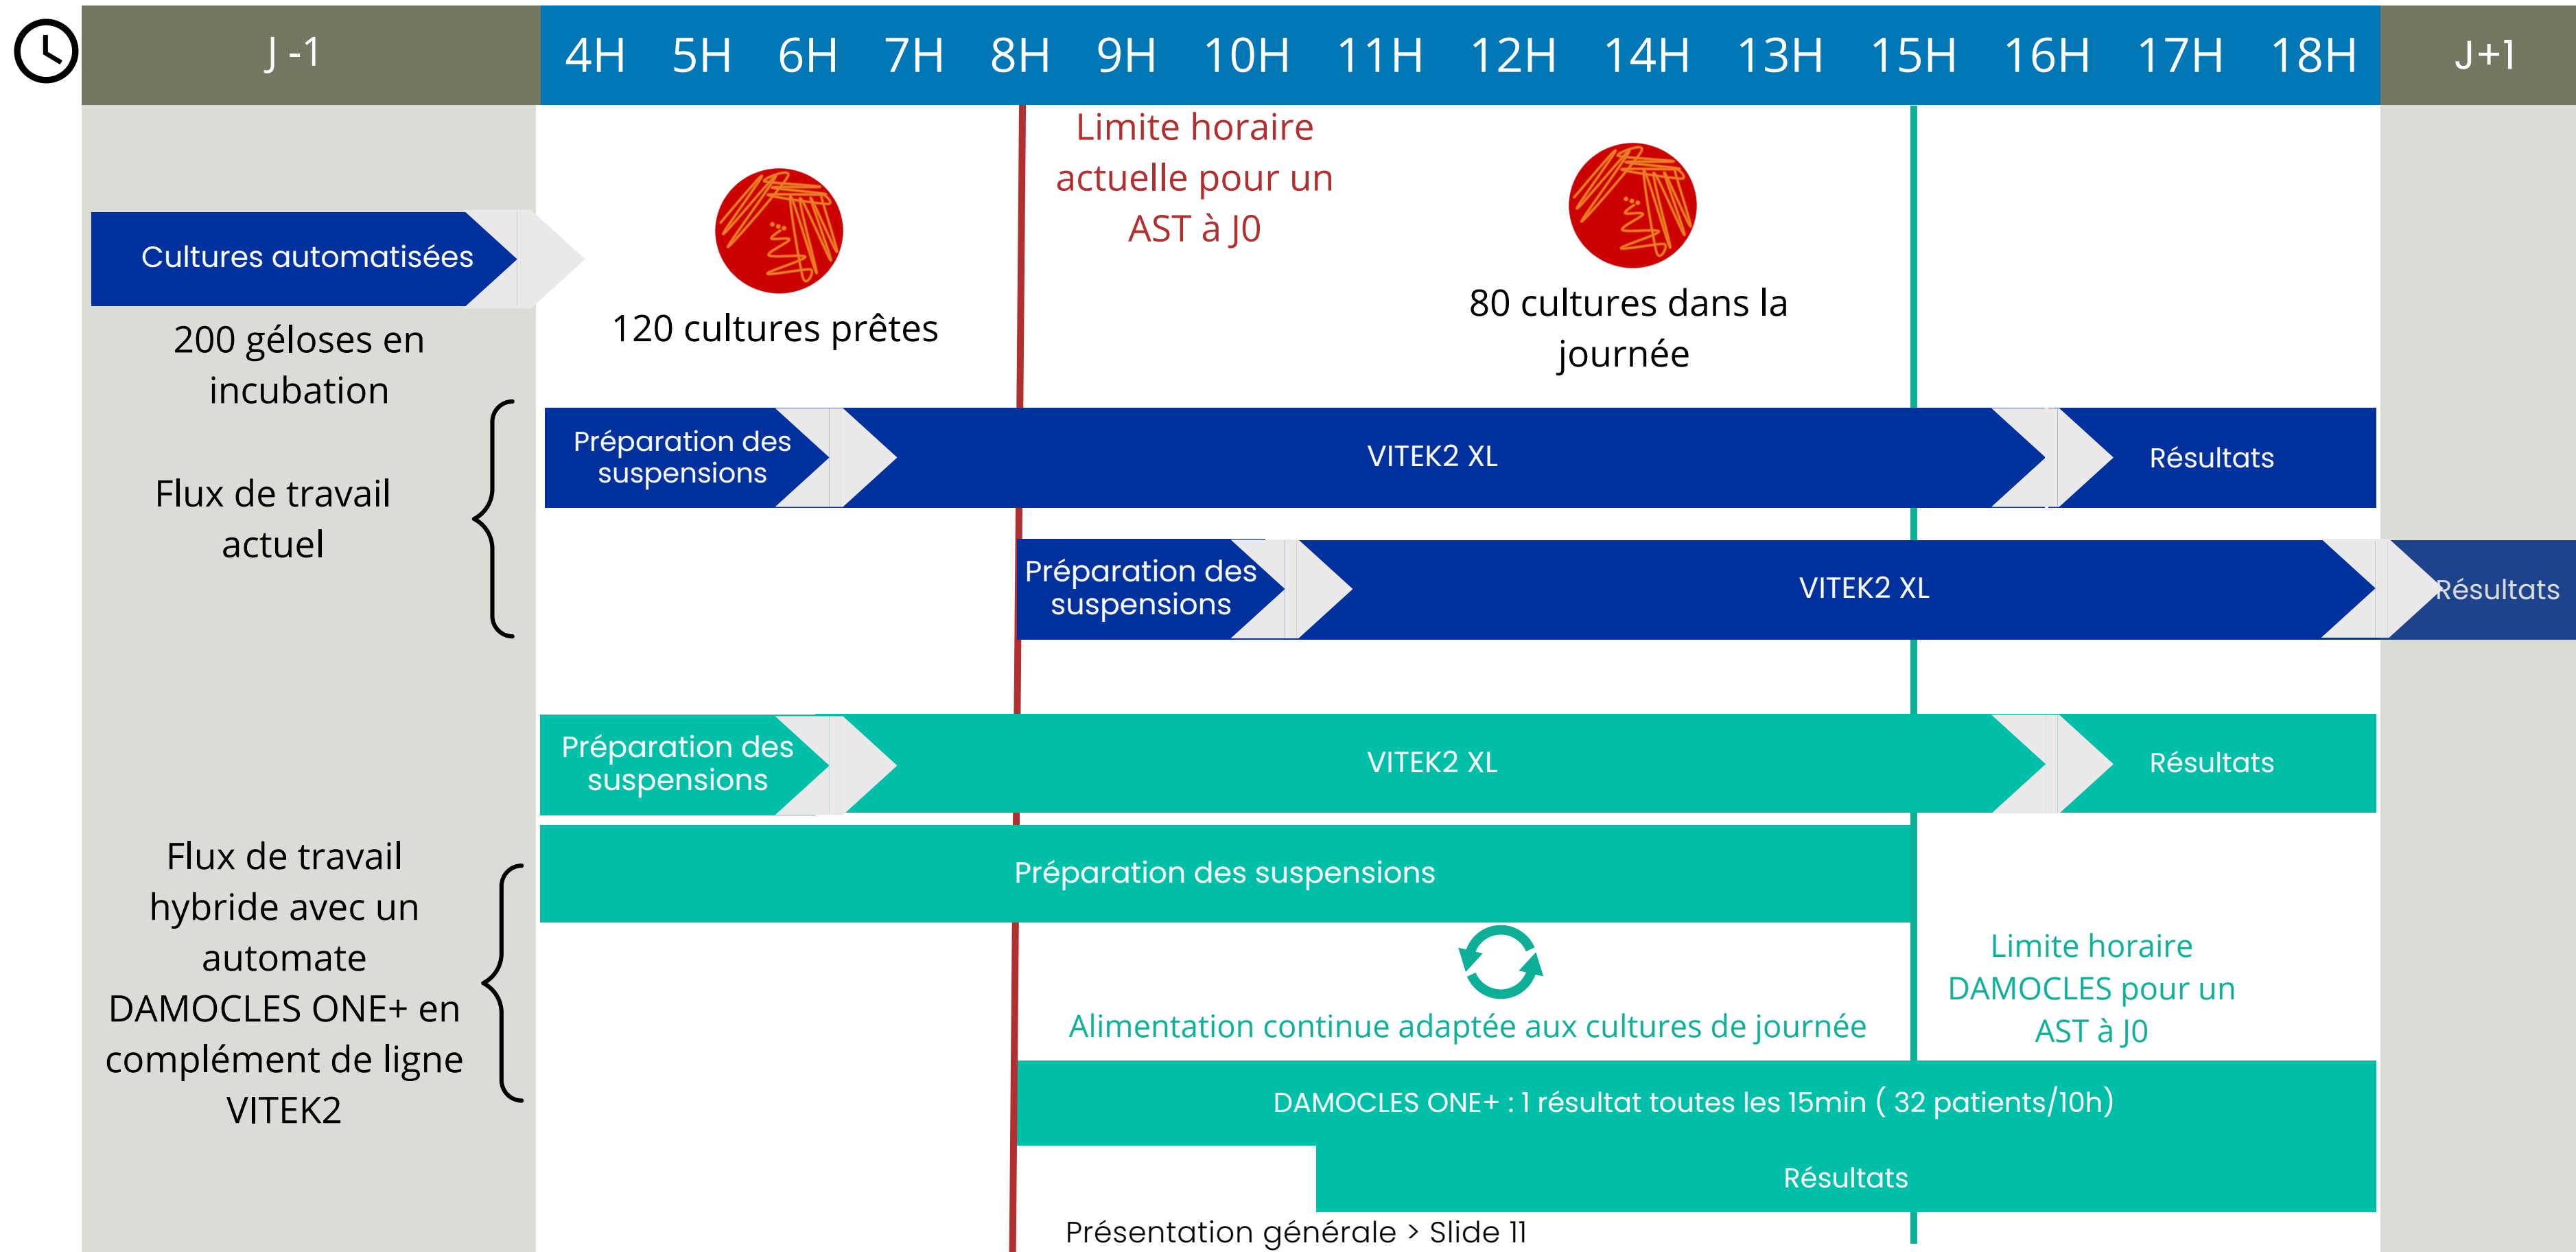 J -1
4H 5H 6H 7H 8H 9H 10H 11H 12H 14H 13H 15H 16H 17H 18H
J+1
Limite horaire
actuelle pour un
AST à J0
Cultures automatisées
120 cultures prêtes
80 cultures dans la
journée
200 géloses en
incubation
Flux de travail
actuel
Préparation des
suspensions
VITEK2 XL
Résultats
Préparation des
suspensions
VITEK2 XL
Résultats
Préparation des
suspensions
VITEK2 XL
Résultats
Flux de travail
hybride avec un
automate
DAMOCLES ONE+ en
complément de ligne
VITEK2
Préparation des suspensions
Alimentation continue adaptée aux cultures de journée
Limite horaire
DAMOCLES pour un
AST à J0
DAMOCLES ONE+ : 1 résultat toutes les 15min ( 32 patients/10h)
Résultats
Présentation générale > Slide 11